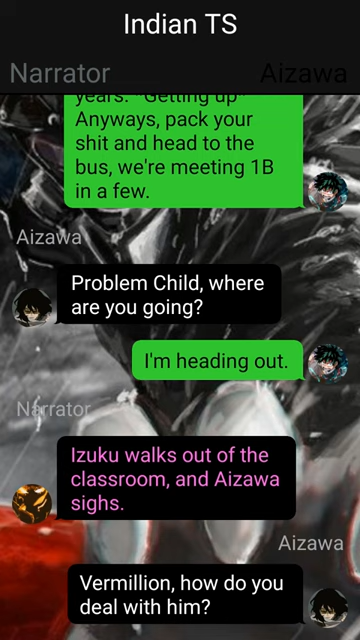 Indian TS
Narrator
Aizawa
years. "Getting up"
Anyways, pack your
shit and head to the
bus, we're meeting 1B
in a few.
Aizawa
Problem Child, where
are you going?
I'm heading out.
Narrator
Izuku walks out of the
classroom, and Aizawa
sighs.
Aizawa
Vermillion, how do you
deal with him?